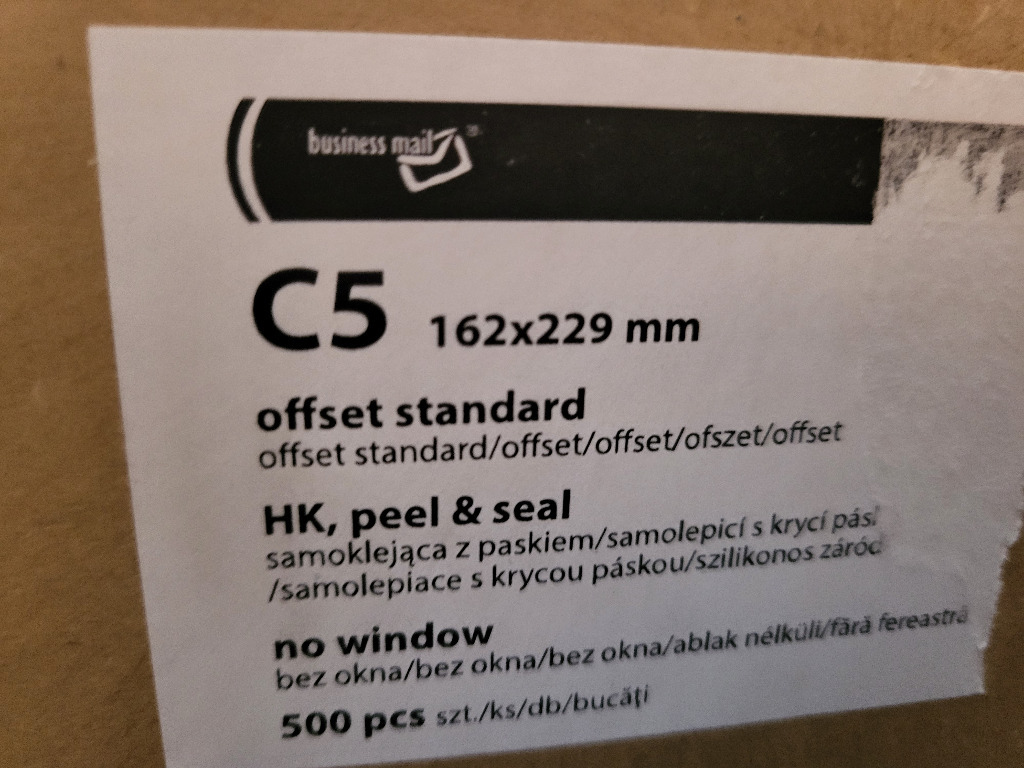 business mail
C5 162x229 mm
offset standard
offset standard/offset/offset/ofszet/offset
HK, peel & seal
samoklejąca z paskiem/samolepicí s krycí
/samolepiace s krycou páskou/szilikonos
no window
bez okna/bez okna/bez okna/ablak nélküli/fără fereastră
500 pcs szt./ks/db/bucăţi